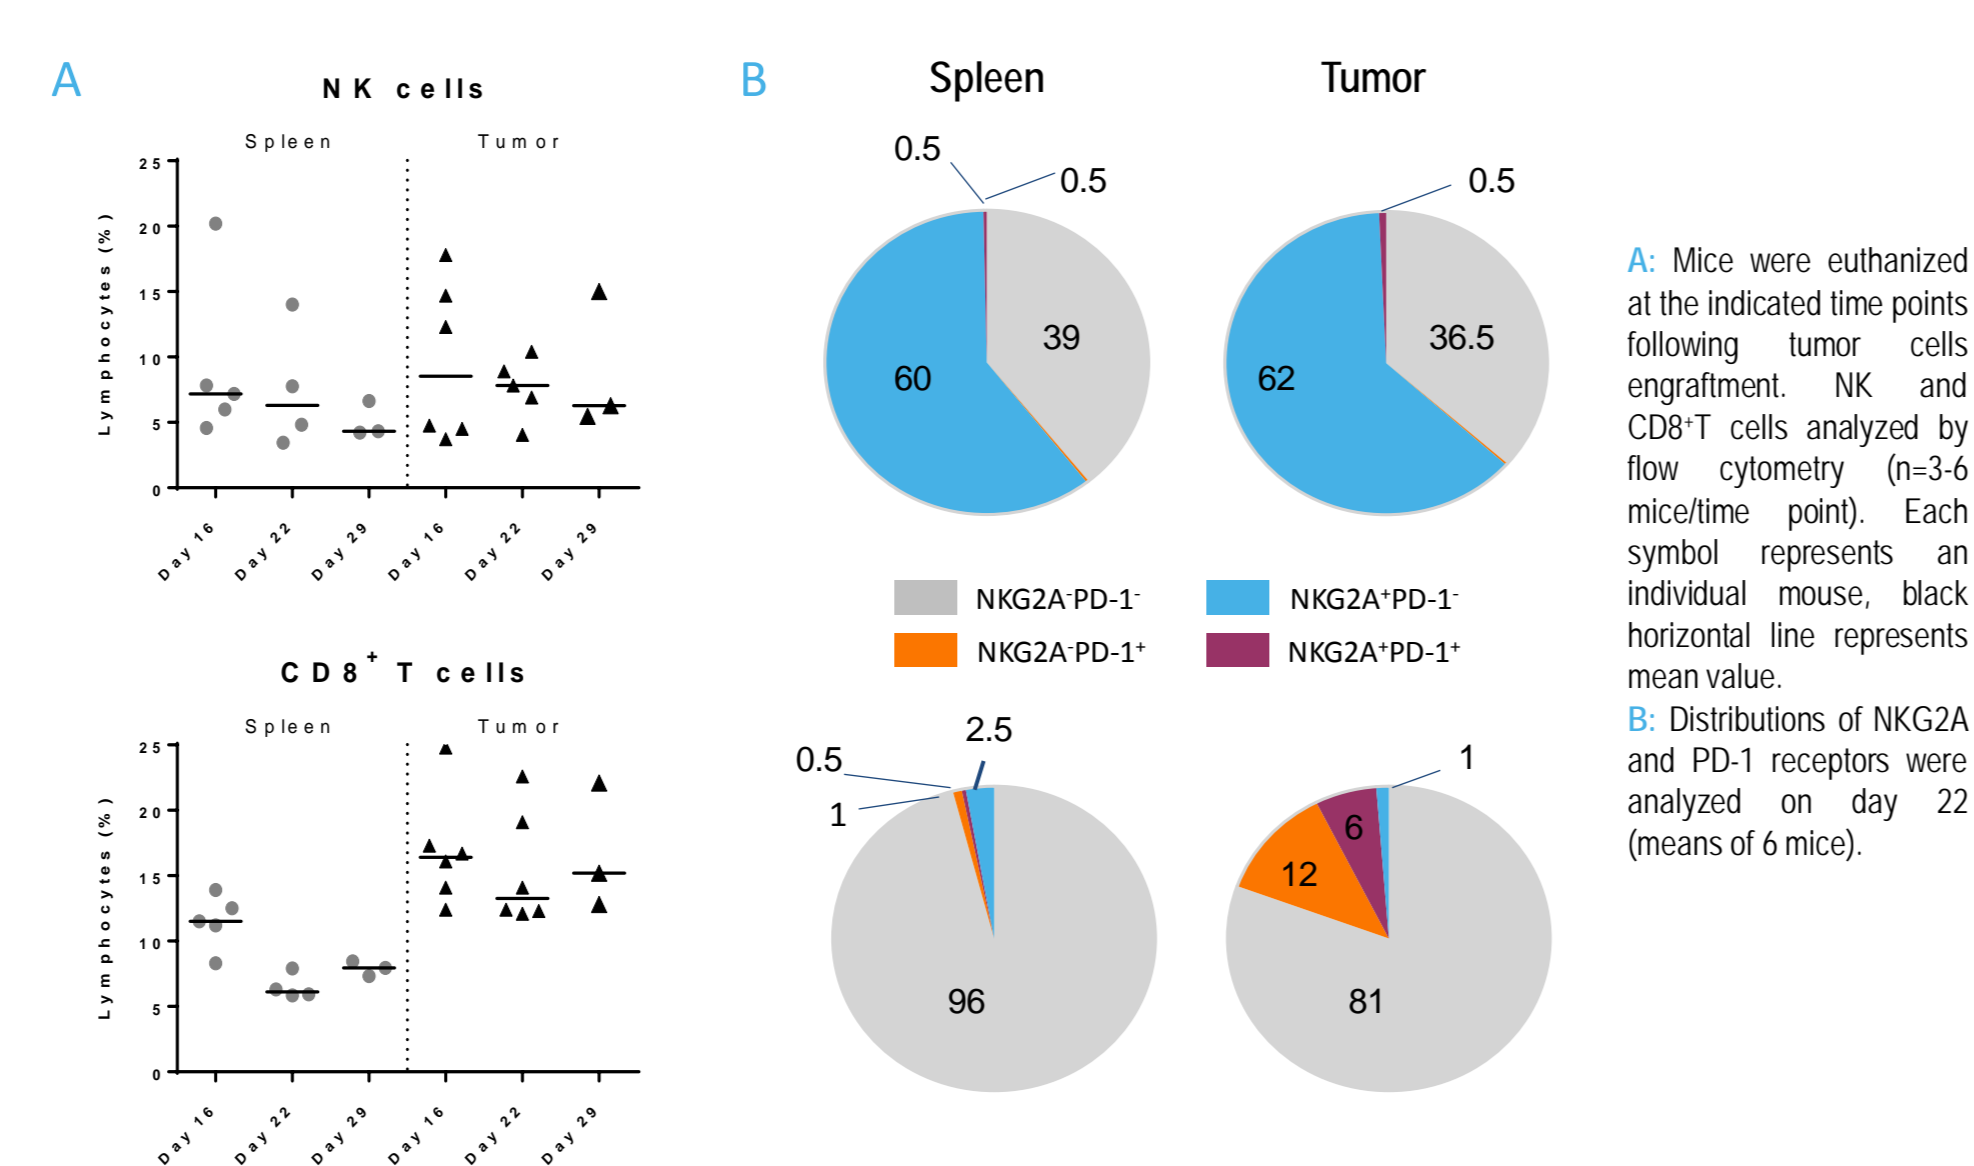 A
NK cells
Spleen
Tumor
Lymphocytes (%)
25
20
15
10
5
0
Day 16
Day 22
Day 29
Day 16
Day 22
Day 29
CD8+ T cells
Spleen
Tumor
Lymphocytes (%)
25
20
15
10
5
0
Day 16
Day 22
Day 29
Day 16
Day 22
Day 29
B
Spleen
Tumor
0.5
0.5
39
60
0.5
36.5
62
NKG2A-PD-1-
NKG2A+PD-1-
NKG2A-PD-1+
NKG2A+PD-1+
2.5
0.5
1
96
1
6
12
81
A: Mice were euthanized
at the indicated time points
following tumor cells
engraftment. NK and
CD8+T cells analyzed by
flow cytometry (n=3-6
mice/time point). Each
symbol represents an
individual mouse, black
horizontal line represents
mean value.
B: Distributions of NKG2A
and PD-1 receptors were
analyzed on day 22
(means of 6 mice).